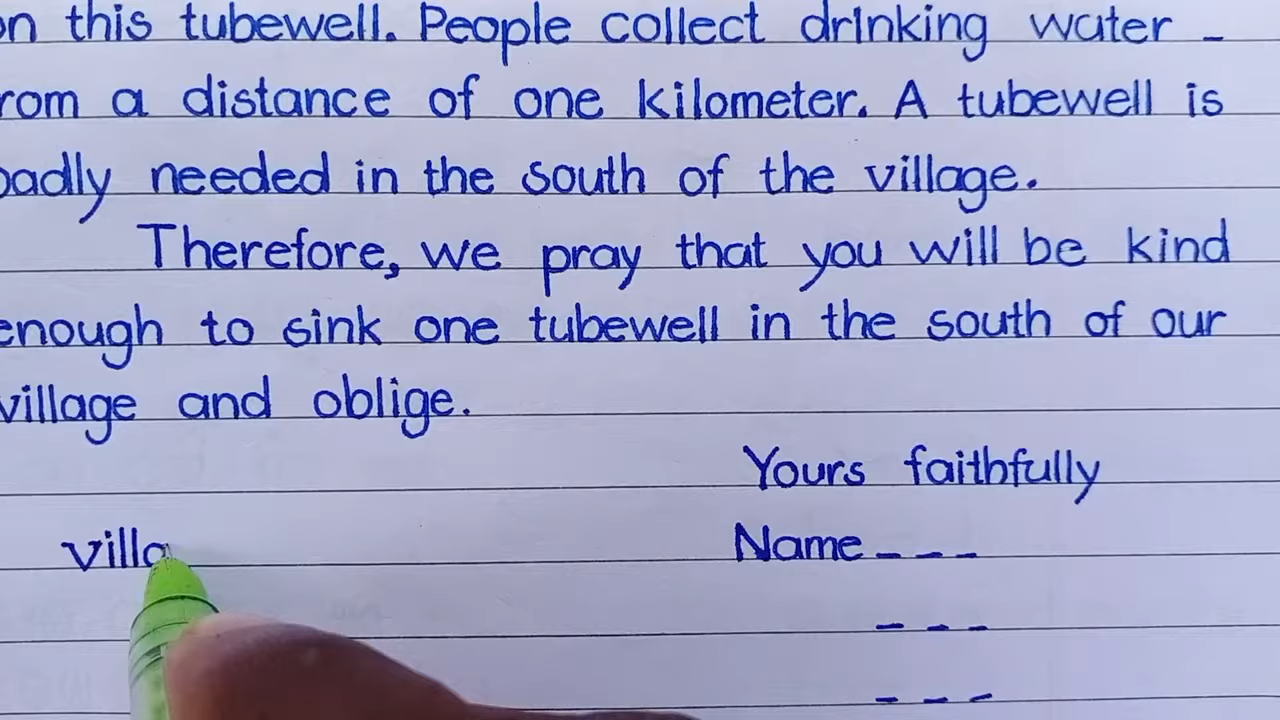 on this tubewell. People collect drinking water -
rom a distance of one kilometer. A tubewell is
badly needed in the south of the village.
Therefore, we pray that you will be kind
enough to sink one tubewell in the south of our
village and oblige.
Yours faithfully
villa Name - - -
- - -
- - -